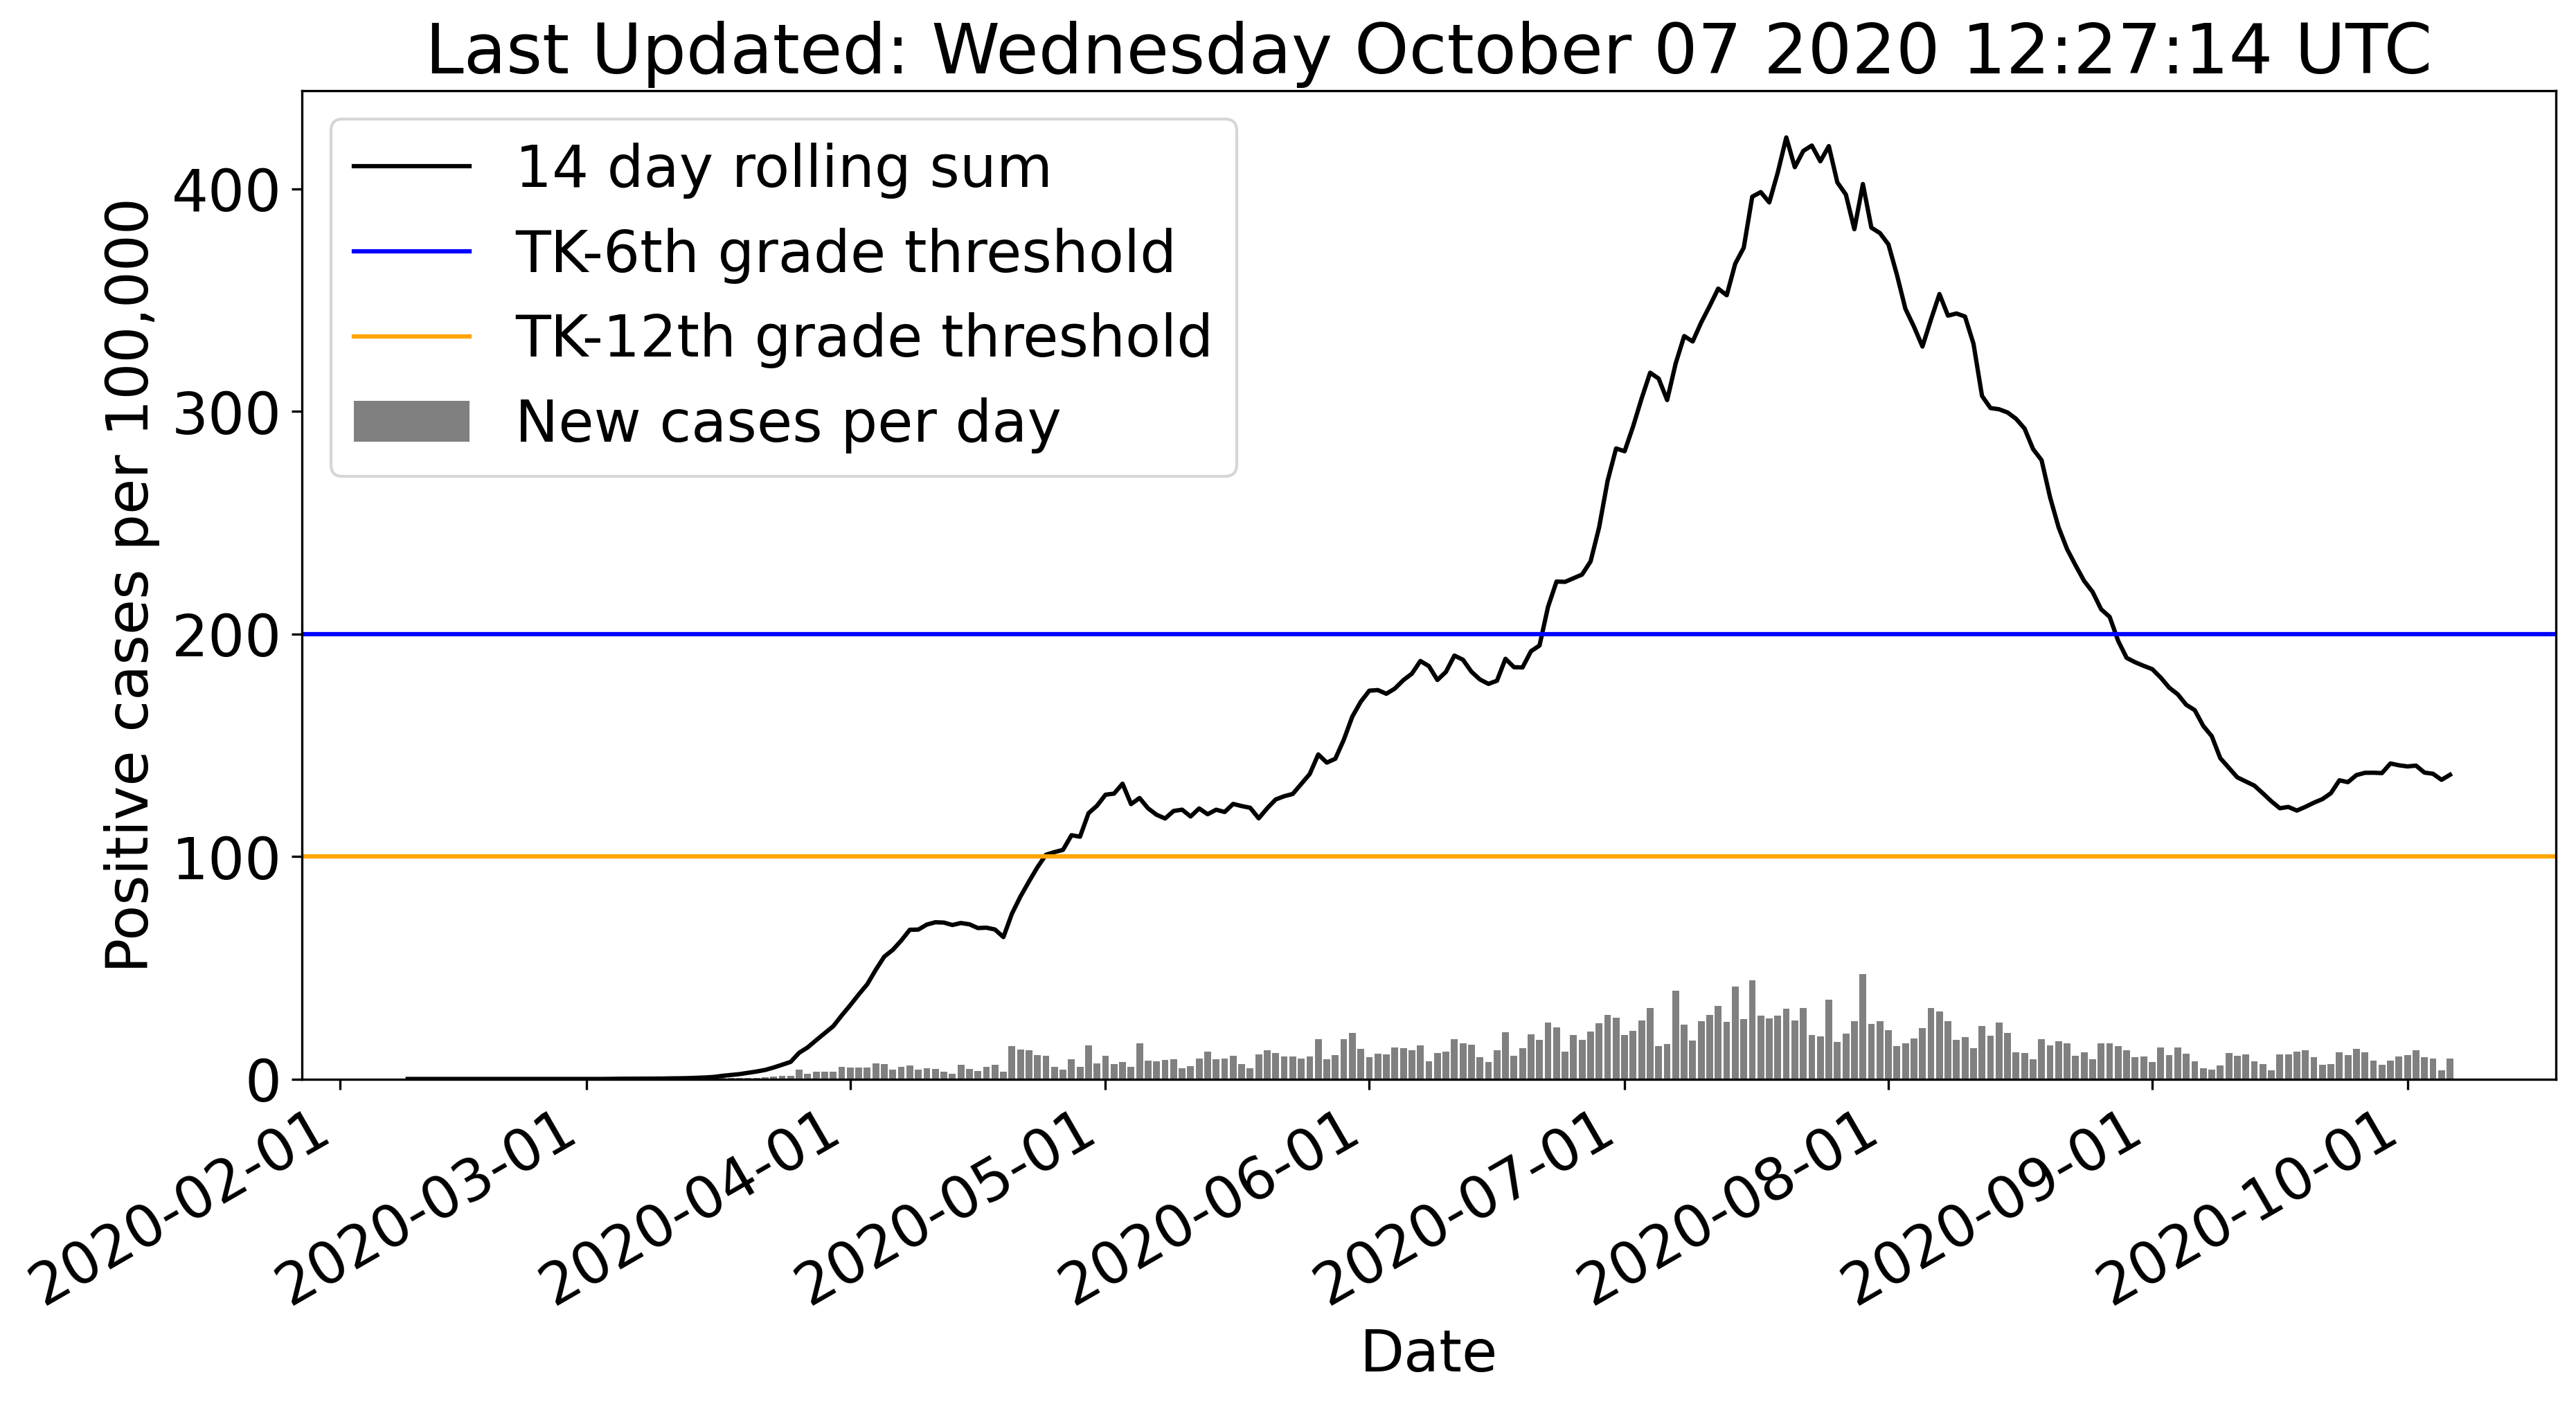 Last Updated: Wednesday October 07 2020 12:27:14 UTC
14 day rolling sum
TK-6th grade threshold
TK-12th grade threshold
New cases per day
Positive cases per 100,000
400
300
200
100
0
2020-02-01
2020-03-01
2020-04-01
2020-05-01
2020-06-01
2020-07-01
2020-08-01
2020-09-01
2020-10-01
Date